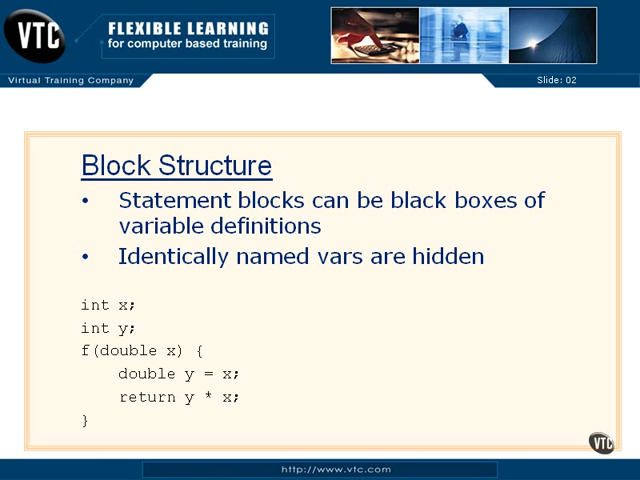 VTC
FLEXIBLE LEARNING
for computer based training
Virtual Training Company
Slide: 02
Block Structure
• Statement blocks can be black boxes of
variable definitions
• Identically named vars are hidden
int x;
int y;
f(double x) {
    double y = x;
    return y * x;
}
VTC
http://www.vtc.com